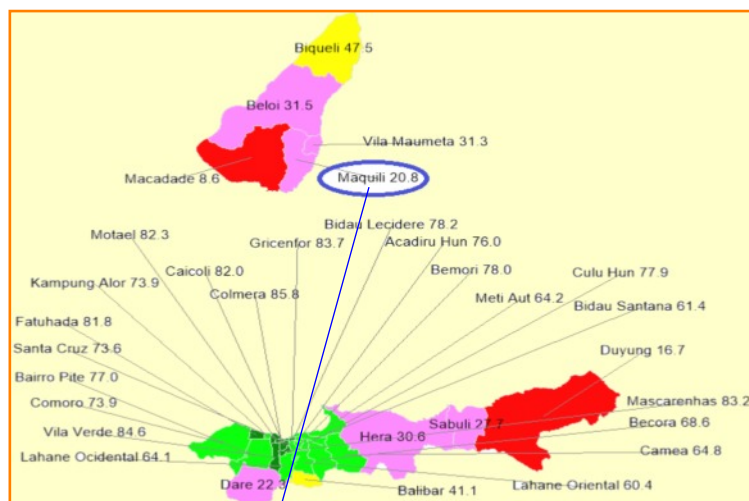 Biqueli 47.5
Beloi 31.5
Vila Maumeta 31.3
Macadade 8.6
Maquili 20.8
Bidau Lecidere 78.2
Motael 82.3
Gricenfor 83.7
Acadiru Hun 76.0
Caicoli 82.0
Bemori 78.0
Culu Hun 77.9
Kampung Alor 73.9
Colmera 85.8
Meti Aut 64.2
Bidau Santana 61.4
Fatuhada 81.8
Santa Cruz 73.6
Duyung 16.7
Bairro Pite 77.0
Comoro 73.9
Mascarenhas 83.2
Sabuli 27.7
Becora 68.6
Vila Verde 84.6
Hera 30.6
Camea 64.8
Lahane Ocidental 64.1
Dare 22.3
Balibar 41.1
Lahane Oriental 60.4